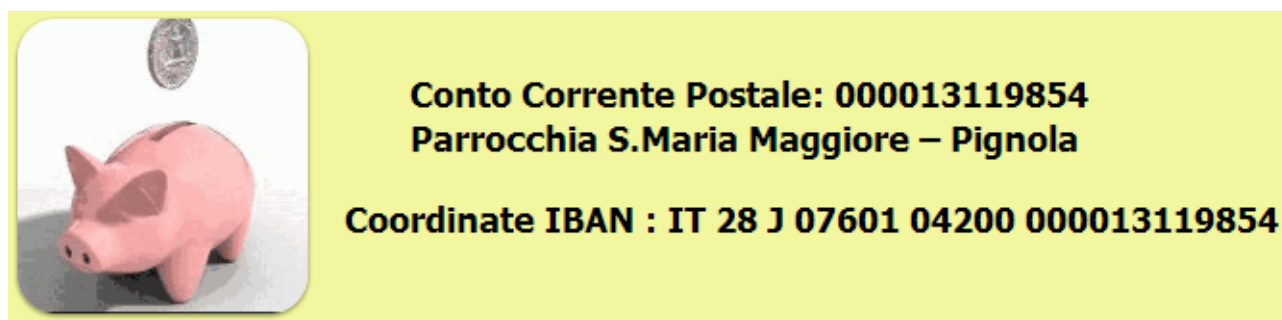 Conto Corrente Postale: 000013119854
Parrocchia S.Maria Maggiore – Pignola
Coordinate IBAN : IT 28 J 07601 04200 000013119854